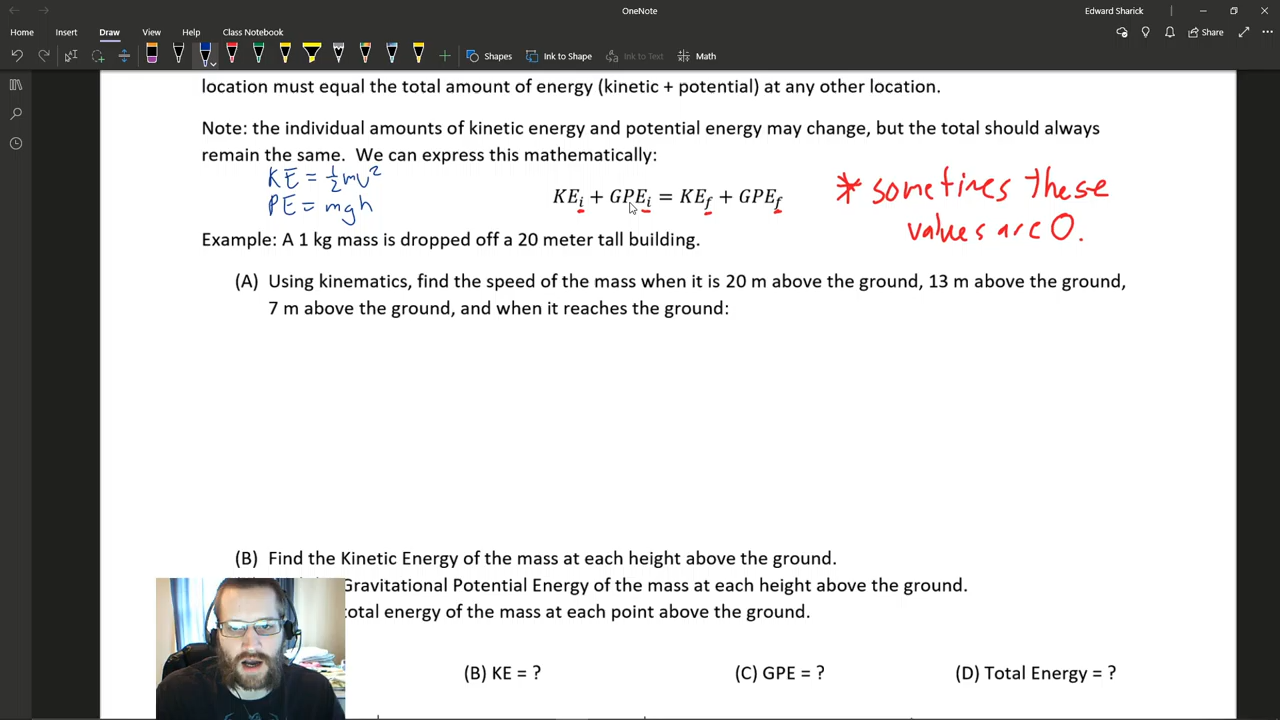 OneNote
Edward Sharick
Home Insert Draw View Help Class Notebook
Share
Shapes Ink to Shape Ink to Text Math
location must equal the total amount of energy (kinetic + potential) at any other location.
Note: the individual amounts of kinetic energy and potential energy may change, but the total should always
remain the same. We can express this mathematically:
KE = ½mv²
PE = mgh
KEᵢ + GPEᵢ = KE_f + GPE_f
* sometimes these
values are 0.
Example: A 1 kg mass is dropped off a 20 meter tall building.
(A) Using kinematics, find the speed of the mass when it is 20 m above the ground, 13 m above the ground,
7 m above the ground, and when it reaches the ground:
(B) Find the Kinetic Energy of the mass at each height above the ground.
Gravitational Potential Energy of the mass at each height above the ground.
total energy of the mass at each point above the ground.
(B) KE = ? (C) GPE = ? (D) Total Energy = ?